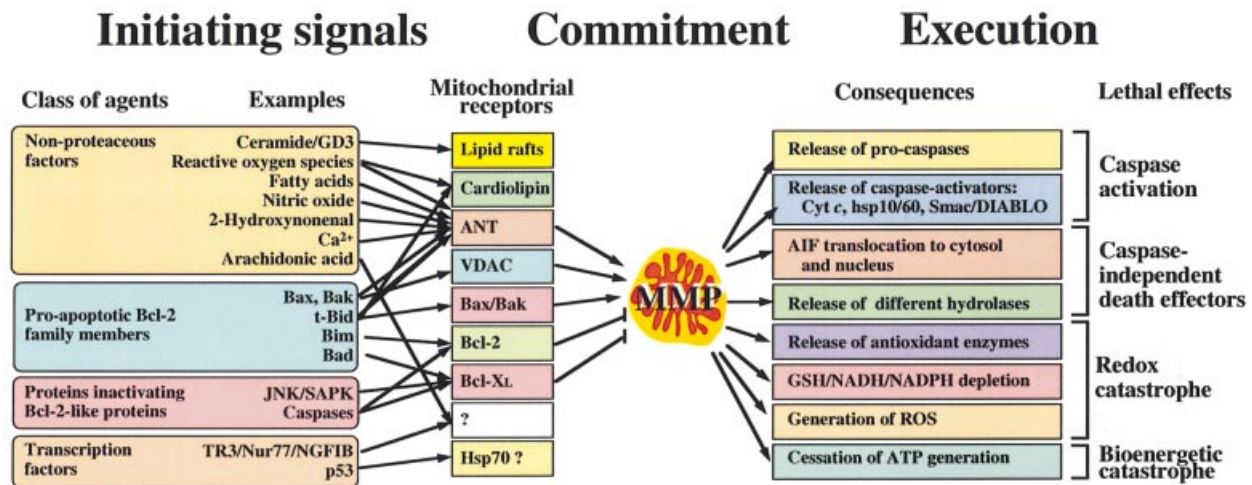 Initiating signals
Commitment
Execution
Class of agents
Examples
Mitochondrial
receptors
Consequences
Lethal effects
Non-proteaceous
factors
Ceramide/GD3
Reactive oxygen species
Fatty acids
Nitric oxide
2-Hydroxynonenal
Ca²⁺
Arachidonic acid
Pro-apoptotic Bcl-2
family members
Bax, Bak
t-Bid
Bim
Bad
Proteins inactivating
Bcl-2-like proteins
JNK/SAPK
Caspases
Transcription
factors
TR3/Nur77/NGFIB
p53
Lipid rafts
Cardiolipin
ANT
VDAC
Bax/Bak
Bcl-2
Bcl-XL
?
Hsp70 ?
MMP
Release of pro-caspases
Release of caspase-activators:
Cyt c, hsp10/60, Smac/DIABLO
AIF translocation to cytosol
and nucleus
Release of different hydrolases
Release of antioxidant enzymes
GSH/NADH/NADPH depletion
Generation of ROS
Cessation of ATP generation
Caspase
activation
Caspase-
independent
death effectors
Redox
catastrophe
Bioenergetic
catastrophe